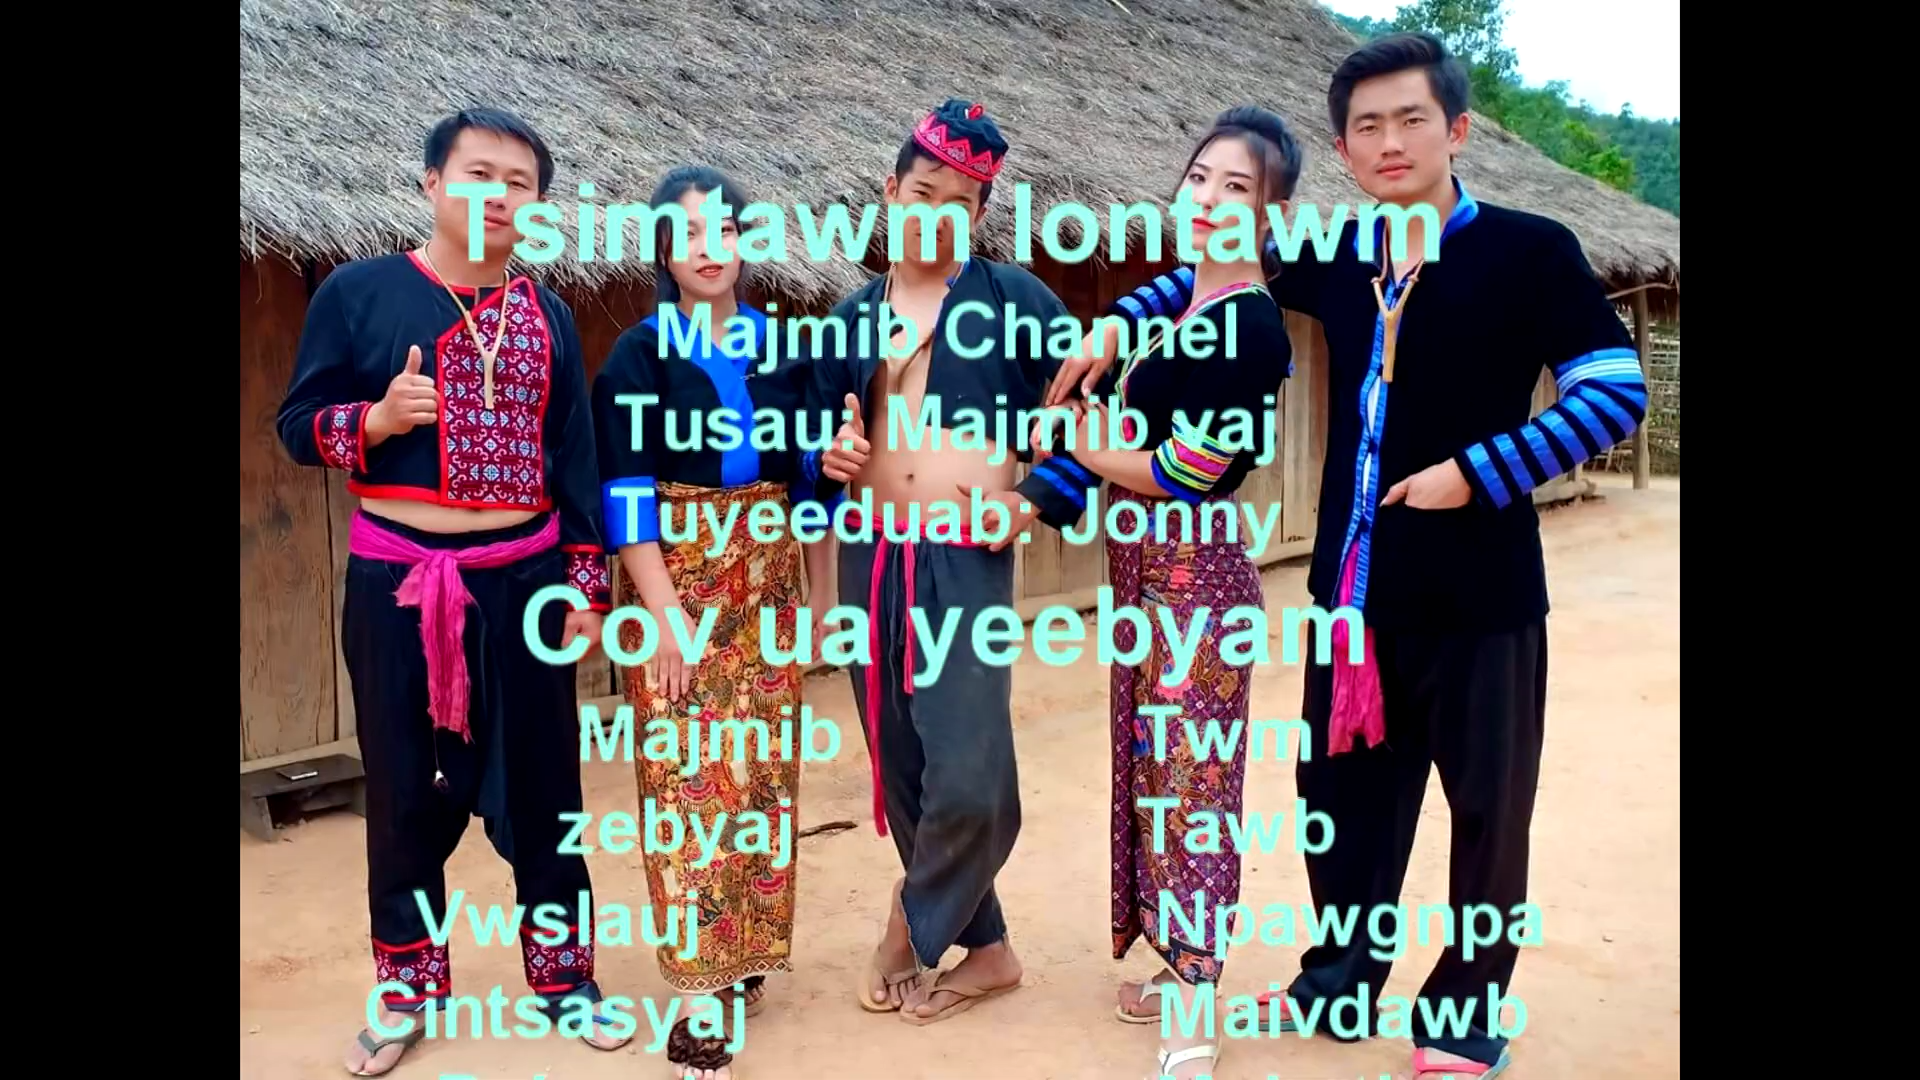 Tsimtawm lontawm
Majmib Channel
Tusau: Majmib vaj
Tuyeeduab: Jonny
Cov ua yeebyam
Majmib Twm
zebyaj Tawb
Vwslauj Npawgnpa
Cintsasyaj Maivdawb